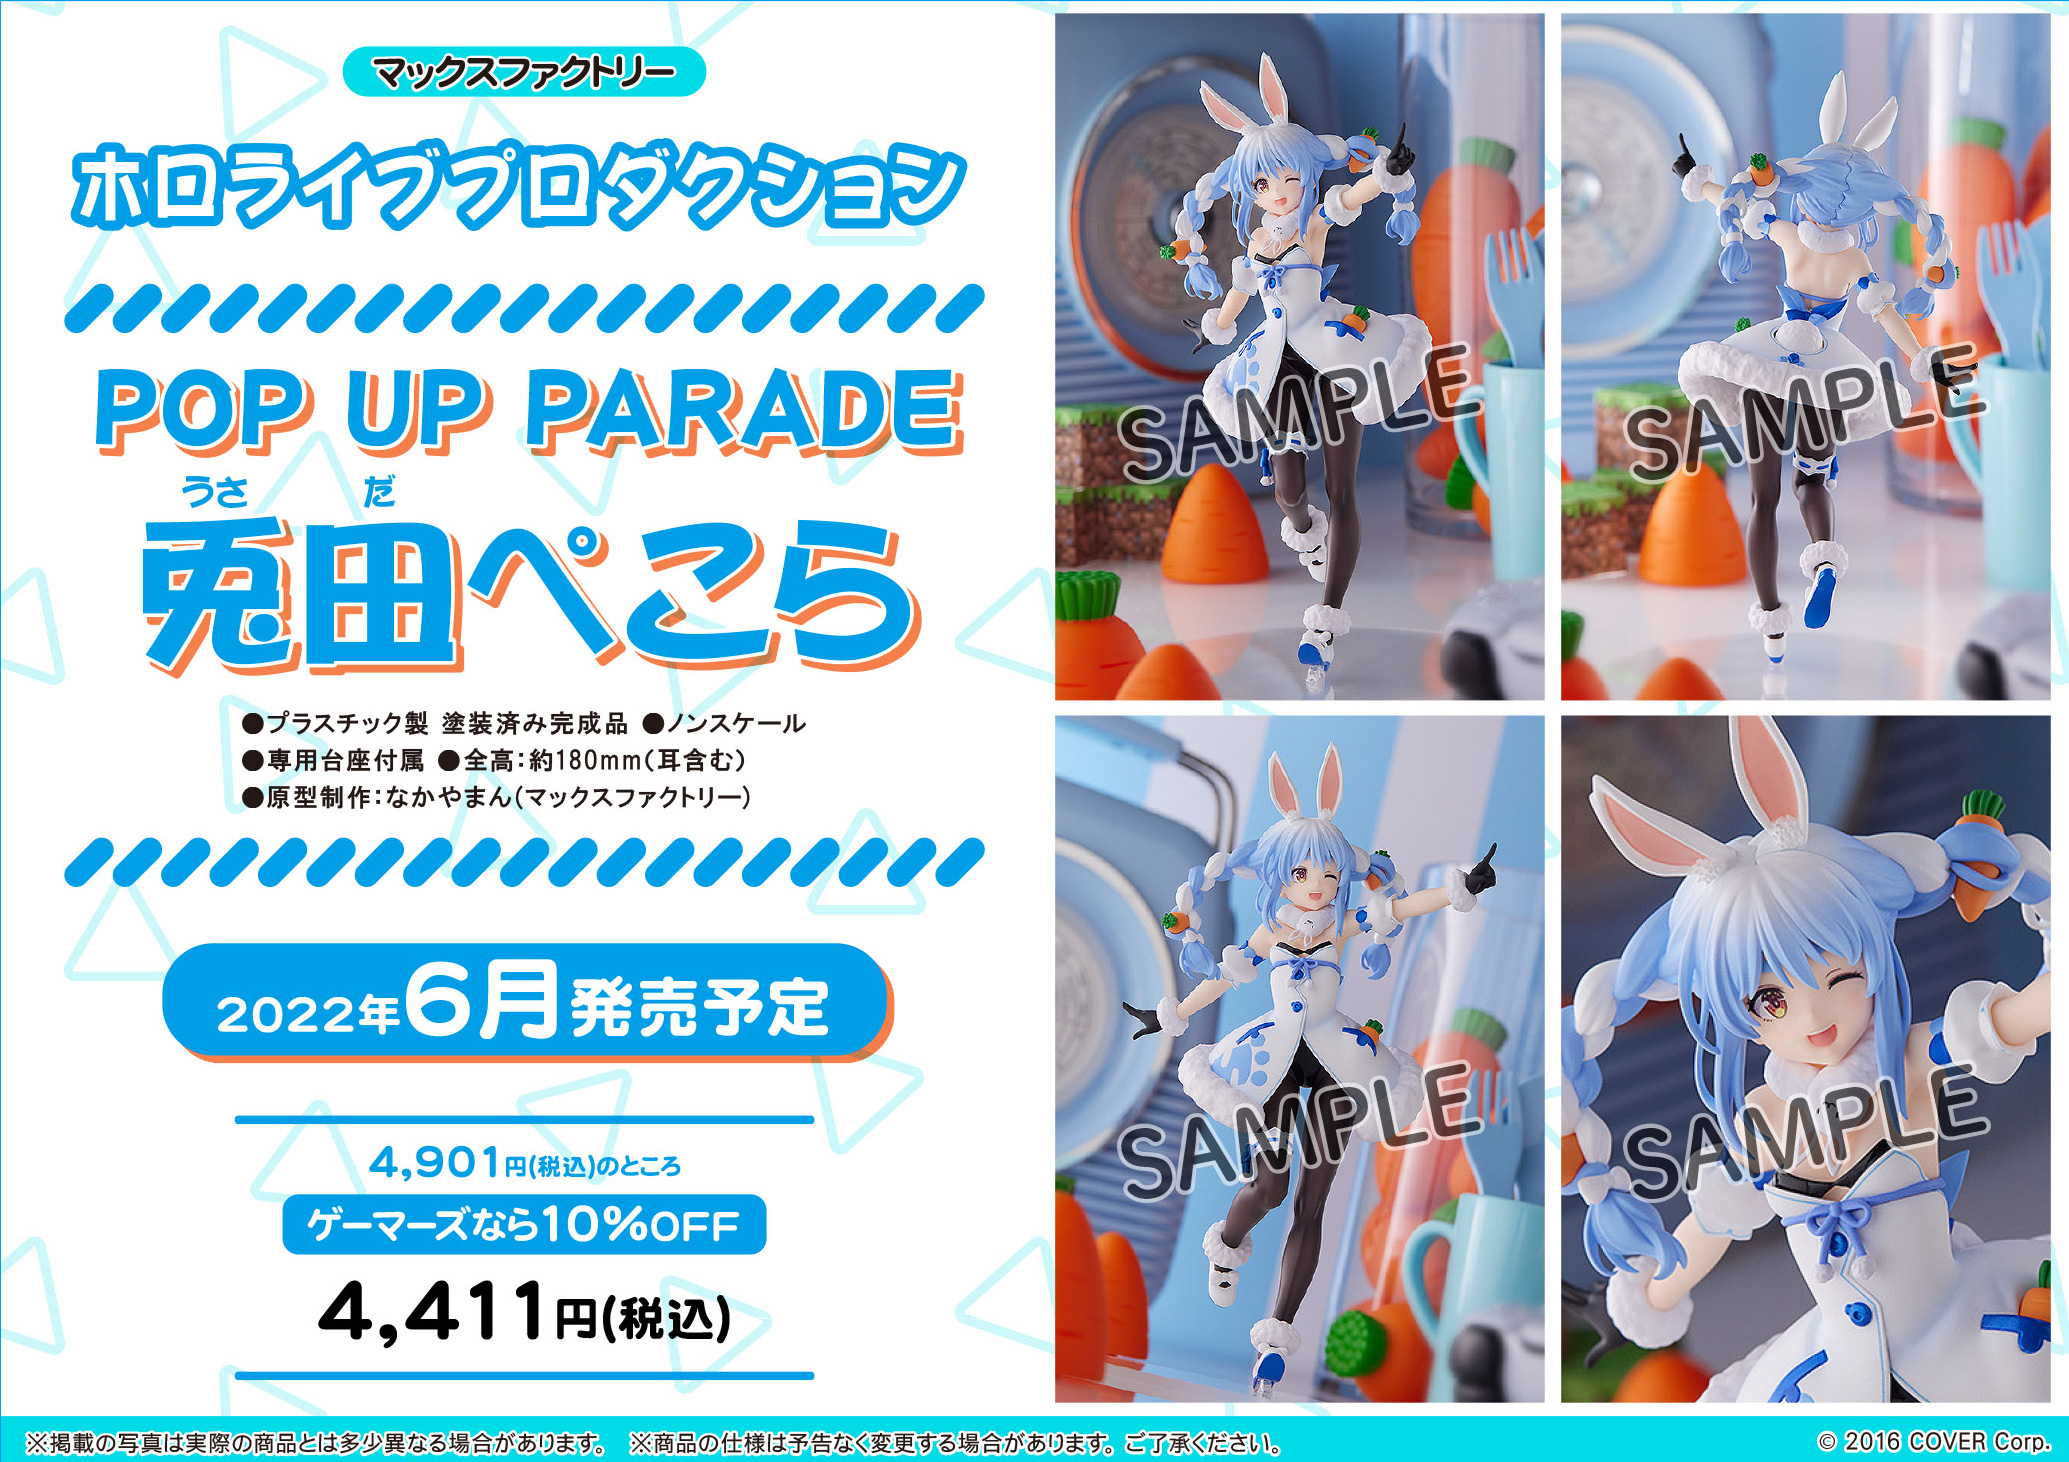 マックスファクトリー
ホロライブプロダクション
POP UP PARADE
うさ だ
兎田ぺこら
●プラスチック製 塗装済み完成品 ●ノンスケール
●専用台座付属 ●全高:約180mm(耳含む)
●原型制作:なかやまん(マックスファクトリー)
2022年6月発売予定
4,901円(税込)のところ
ゲーマーズなら10%OFF
4,411円(税込)
SAMPLE
SAMPLE
SAMPLE
SAMPLE
※掲載の写真は実際の商品とは多少異なる場合があります。 ※商品の仕様は予告なく変更する場合があります。ご了承ください。
© 2016 COVER Corp.